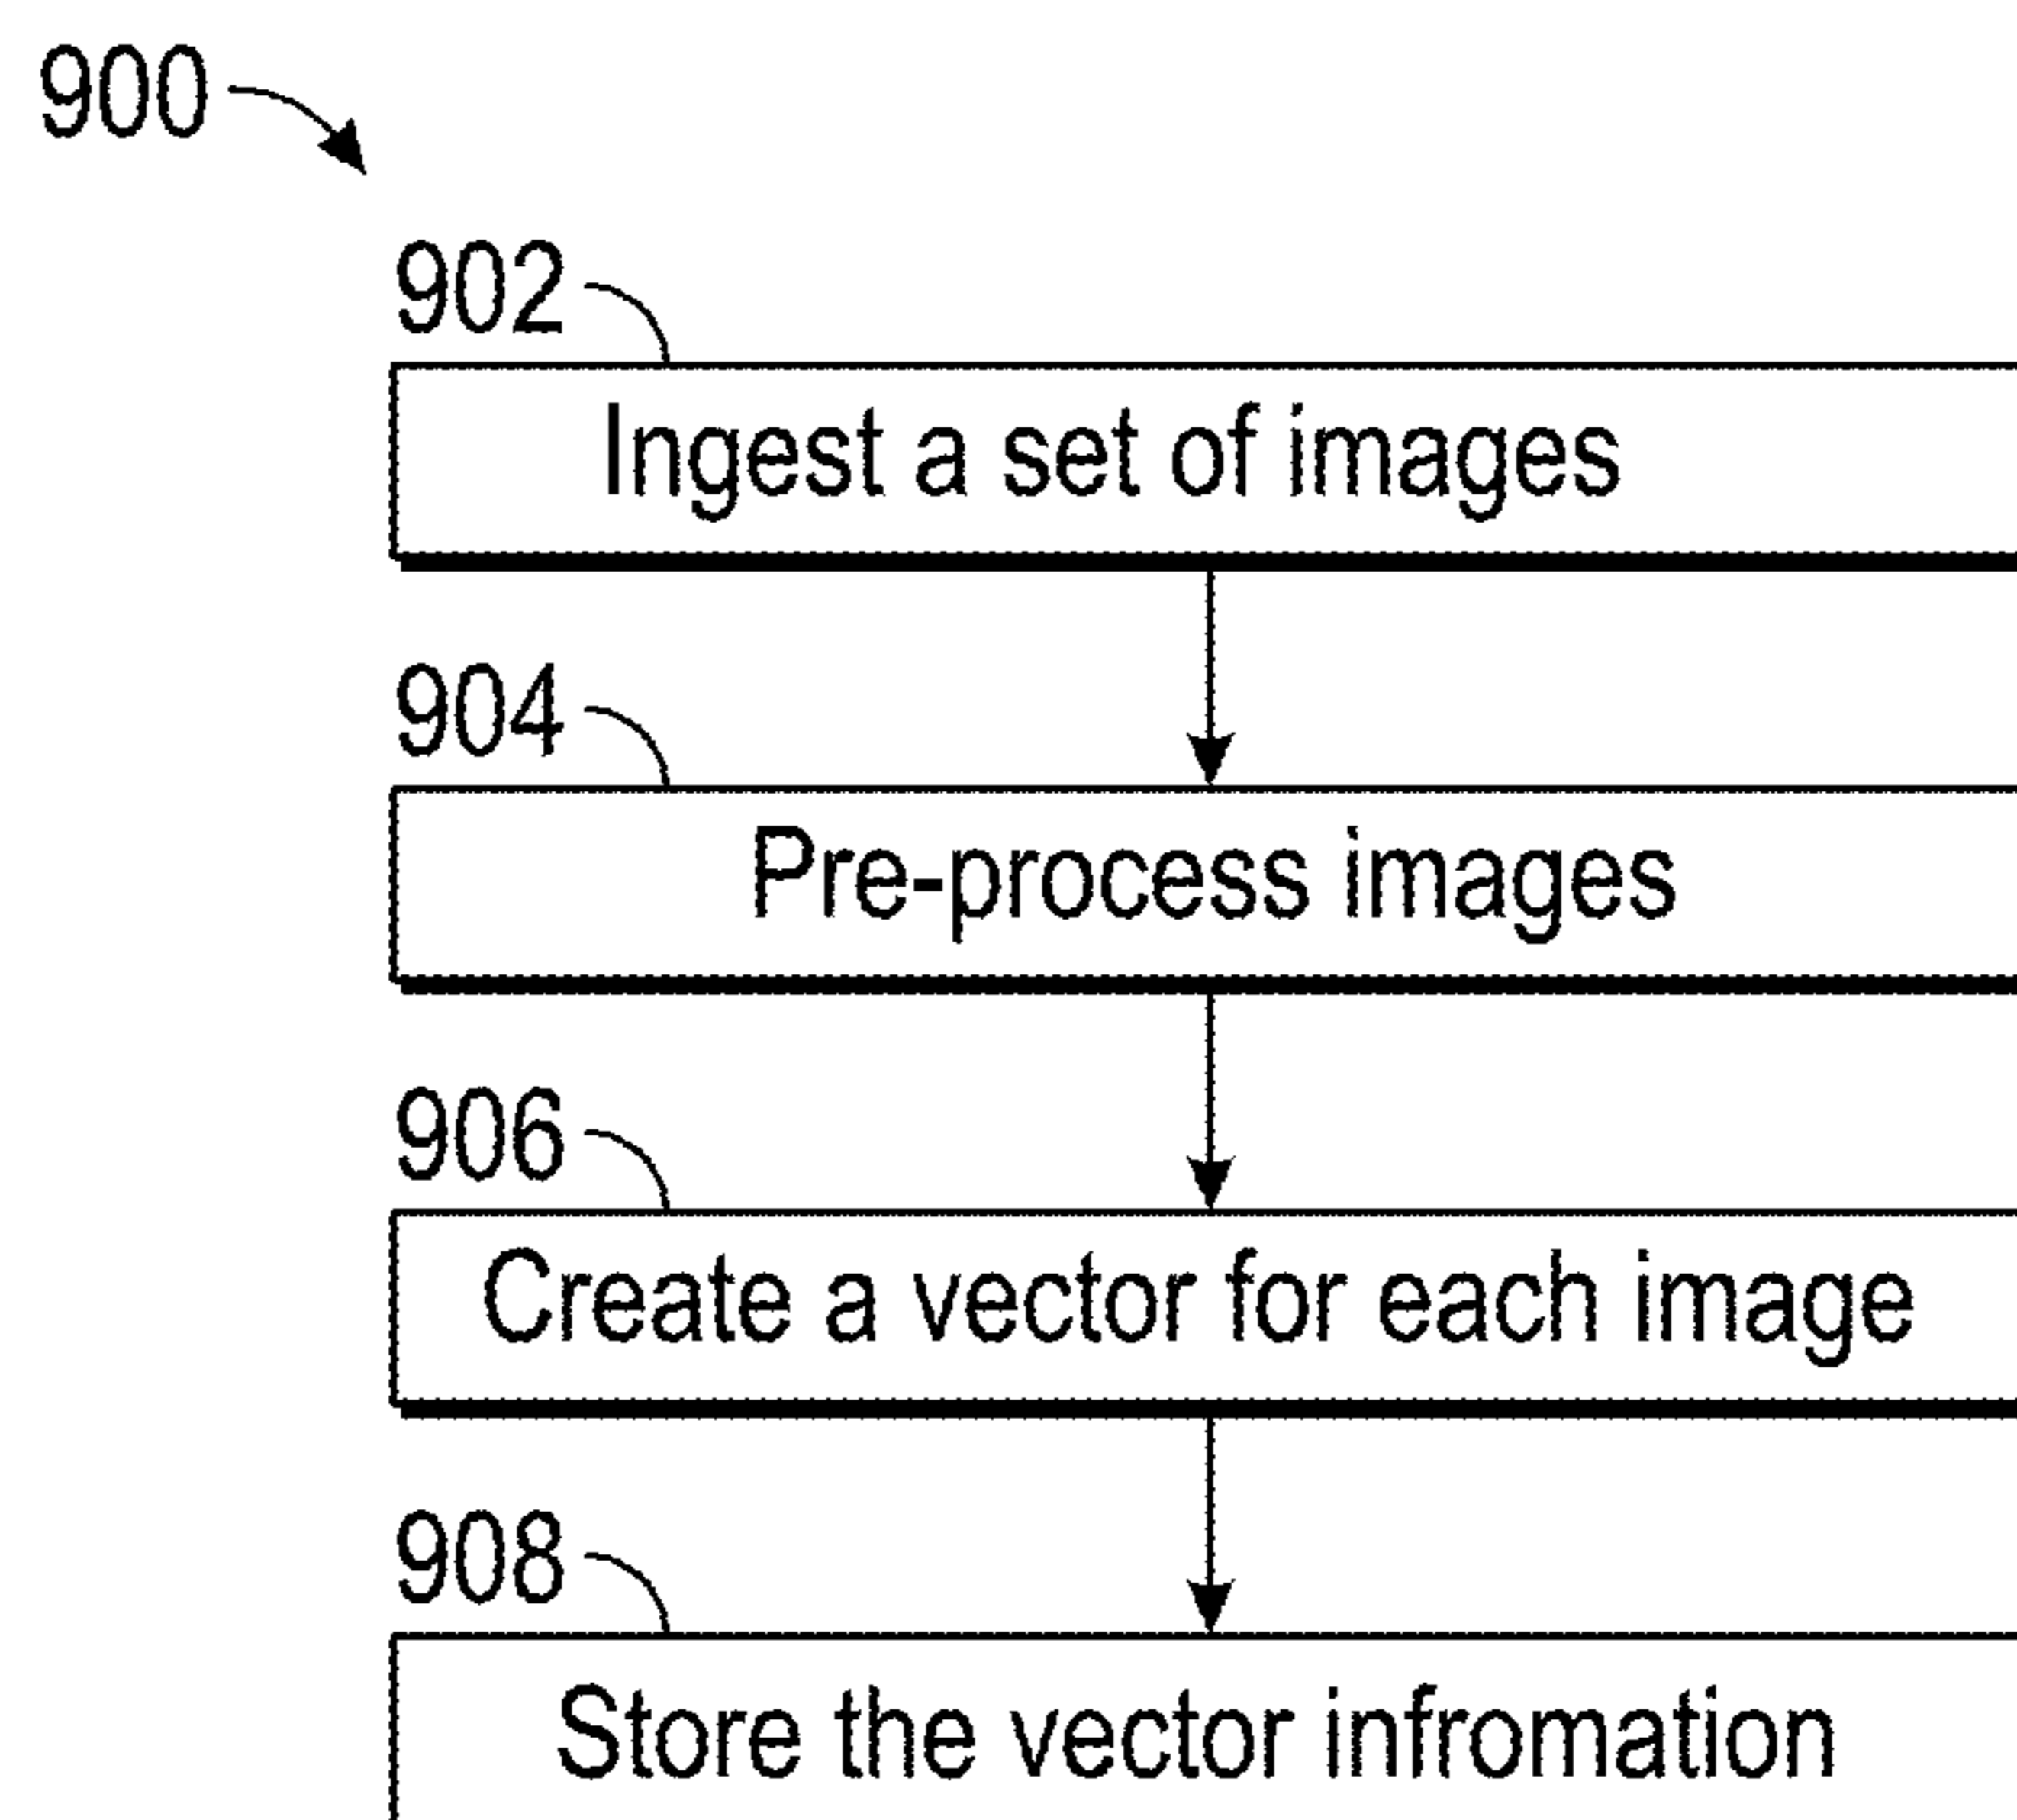 900
902
Ingest a set of images
904
Pre-process images
906
Create a vector for each image
908
Store the vector infromation